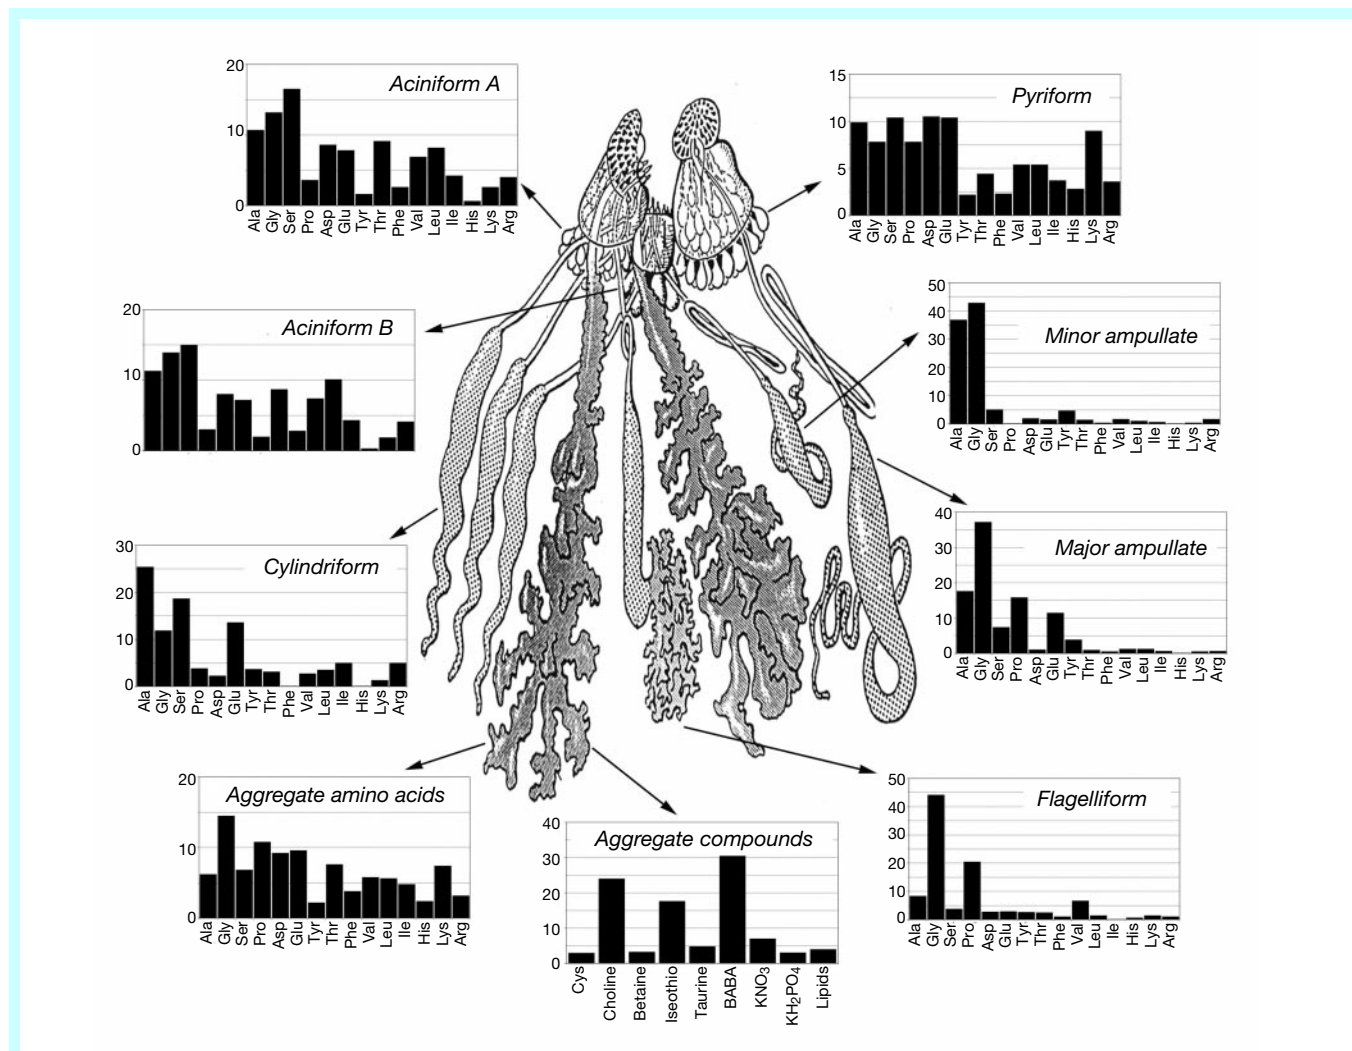 Aciniform A
20
10
0
Ala Gly Ser Pro Asp Glu Tyr Thr Phe Val Leu Ile His Lys Arg
Pyriform
15
10
5
0
Ala Gly Ser Pro Asp Glu Tyr Thr Phe Val Leu Ile His Lys Arg
Aciniform B
20
10
0
Minor ampullate
50
40
30
20
10
0
Ala Gly Ser Pro Asp Glu Tyr Thr Phe Val Leu Ile His Lys Arg
Cylindriform
30
20
10
0
Ala Gly Ser Pro Asp Glu Tyr Thr Phe Val Leu Ile His Lys Arg
Major ampullate
40
30
20
10
0
Ala Gly Ser Pro Asp Glu Tyr Thr Phe Val Leu Ile His Lys Arg
Aggregate amino acids
20
10
0
Ala Gly Ser Pro Asp Glu Tyr Thr Phe Val Leu Ile His Lys Arg
Aggregate compounds
40
30
20
10
0
Cys Choline Betaine Iseothio Taurine BABA KNO3 KH2PO4 Lipids
Flagelliform
50
40
30
20
10
0
Ala Gly Ser Pro Asp Glu Tyr Thr Phe Val Leu Ile His Lys Arg